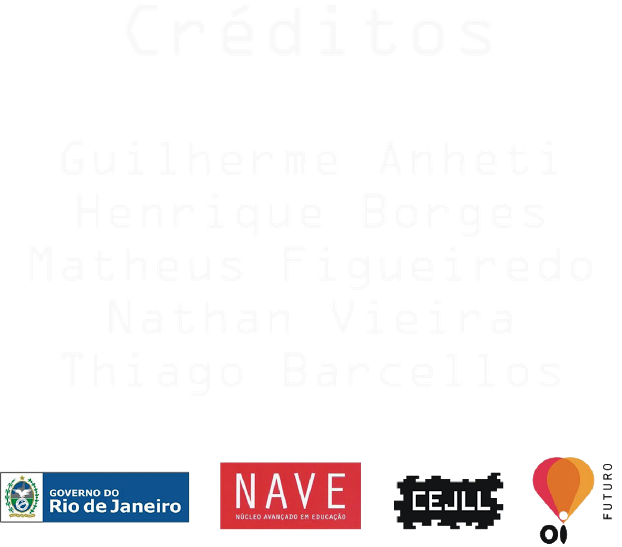 Créditos
Guilherme Anheti
Henrique Borges
Matheus Figueiredo
Nathan Vieira
Thiago Barcellos
GOVERNO DO
Rio de Janeiro
NAVE
NÚCLEO AVANÇADO EM EDUCAÇÃO
CEJLL
OI
FUTURO